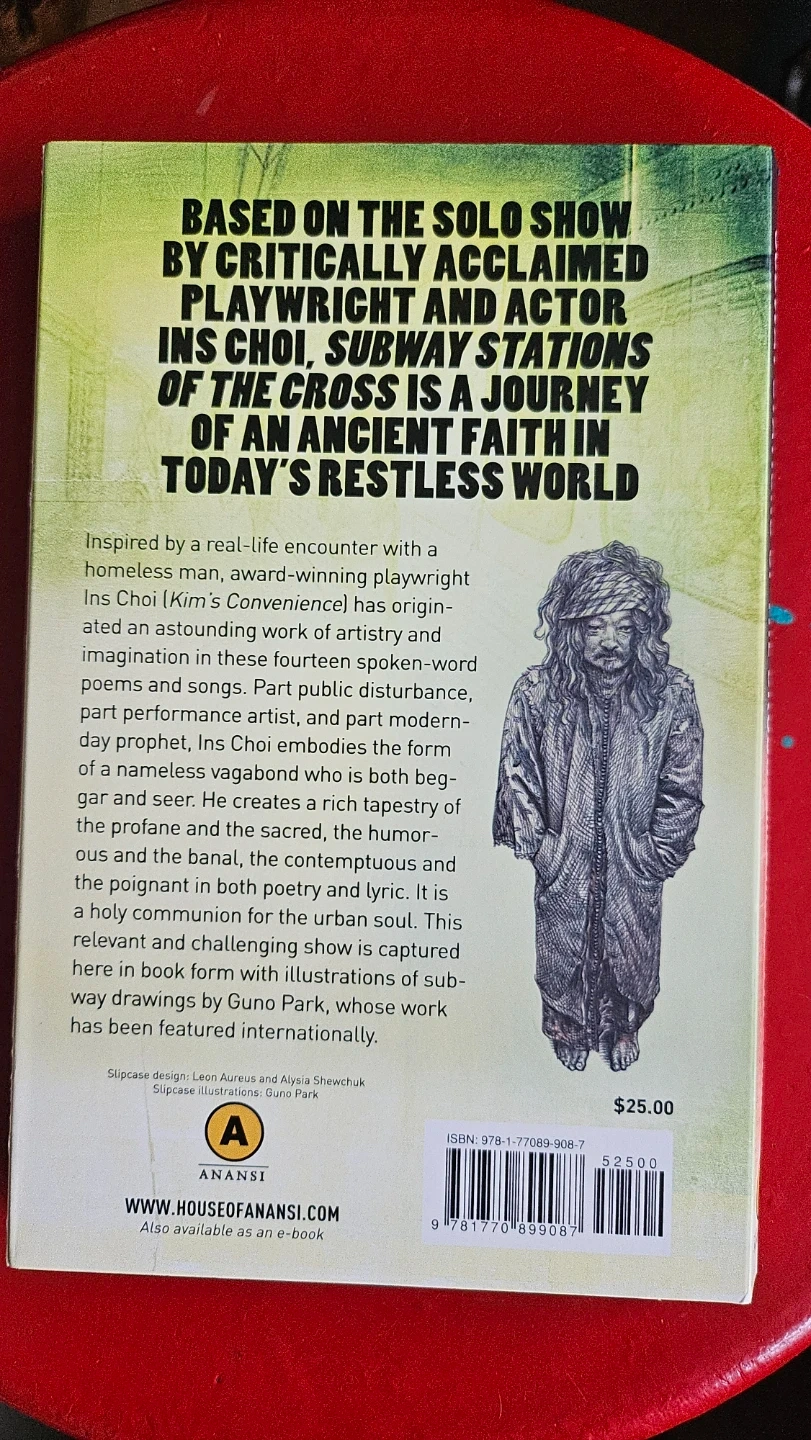 BASED ON THE SOLO SHOW
BY CRITICALLY ACCLAIMED
PLAYWRIGHT AND ACTOR
INS CHOI, SUBWAY STATIONS
OF THE CROSS IS A JOURNEY
OF AN ANCIENT FAITH IN
TODAY'S RESTLESS WORLD
Inspired by a real-life encounter with a
homeless man, award-winning playwright
Ins Choi (Kim's Convenience) has origin-
ated an astounding work of artistry and
imagination in these fourteen spoken-word
poems and songs. Part public disturbance,
part performance artist, and part modern-
day prophet, Ins Choi embodies the form
of a nameless vagabond who is both beg-
gar and seer. He creates a rich tapestry of
the profane and the sacred, the humor-
ous and the banal, the contemptuous and
the poignant in both poetry and lyric. It is
a holy communion for the urban soul. This
relevant and challenging show is captured
here in book form with illustrations of sub-
way drawings by Guno Park, whose work
has been featured internationally.
Slipcase design: Leon Aureus and Alysia Shewchuk
Slipcase illustrations: Guno Park
A
ANANSI
WWW.HOUSEOFANANSI.COM
Also available as an e-book
$25.00
ISBN: 978-1-77089-908-7
52500
9 781770 899087